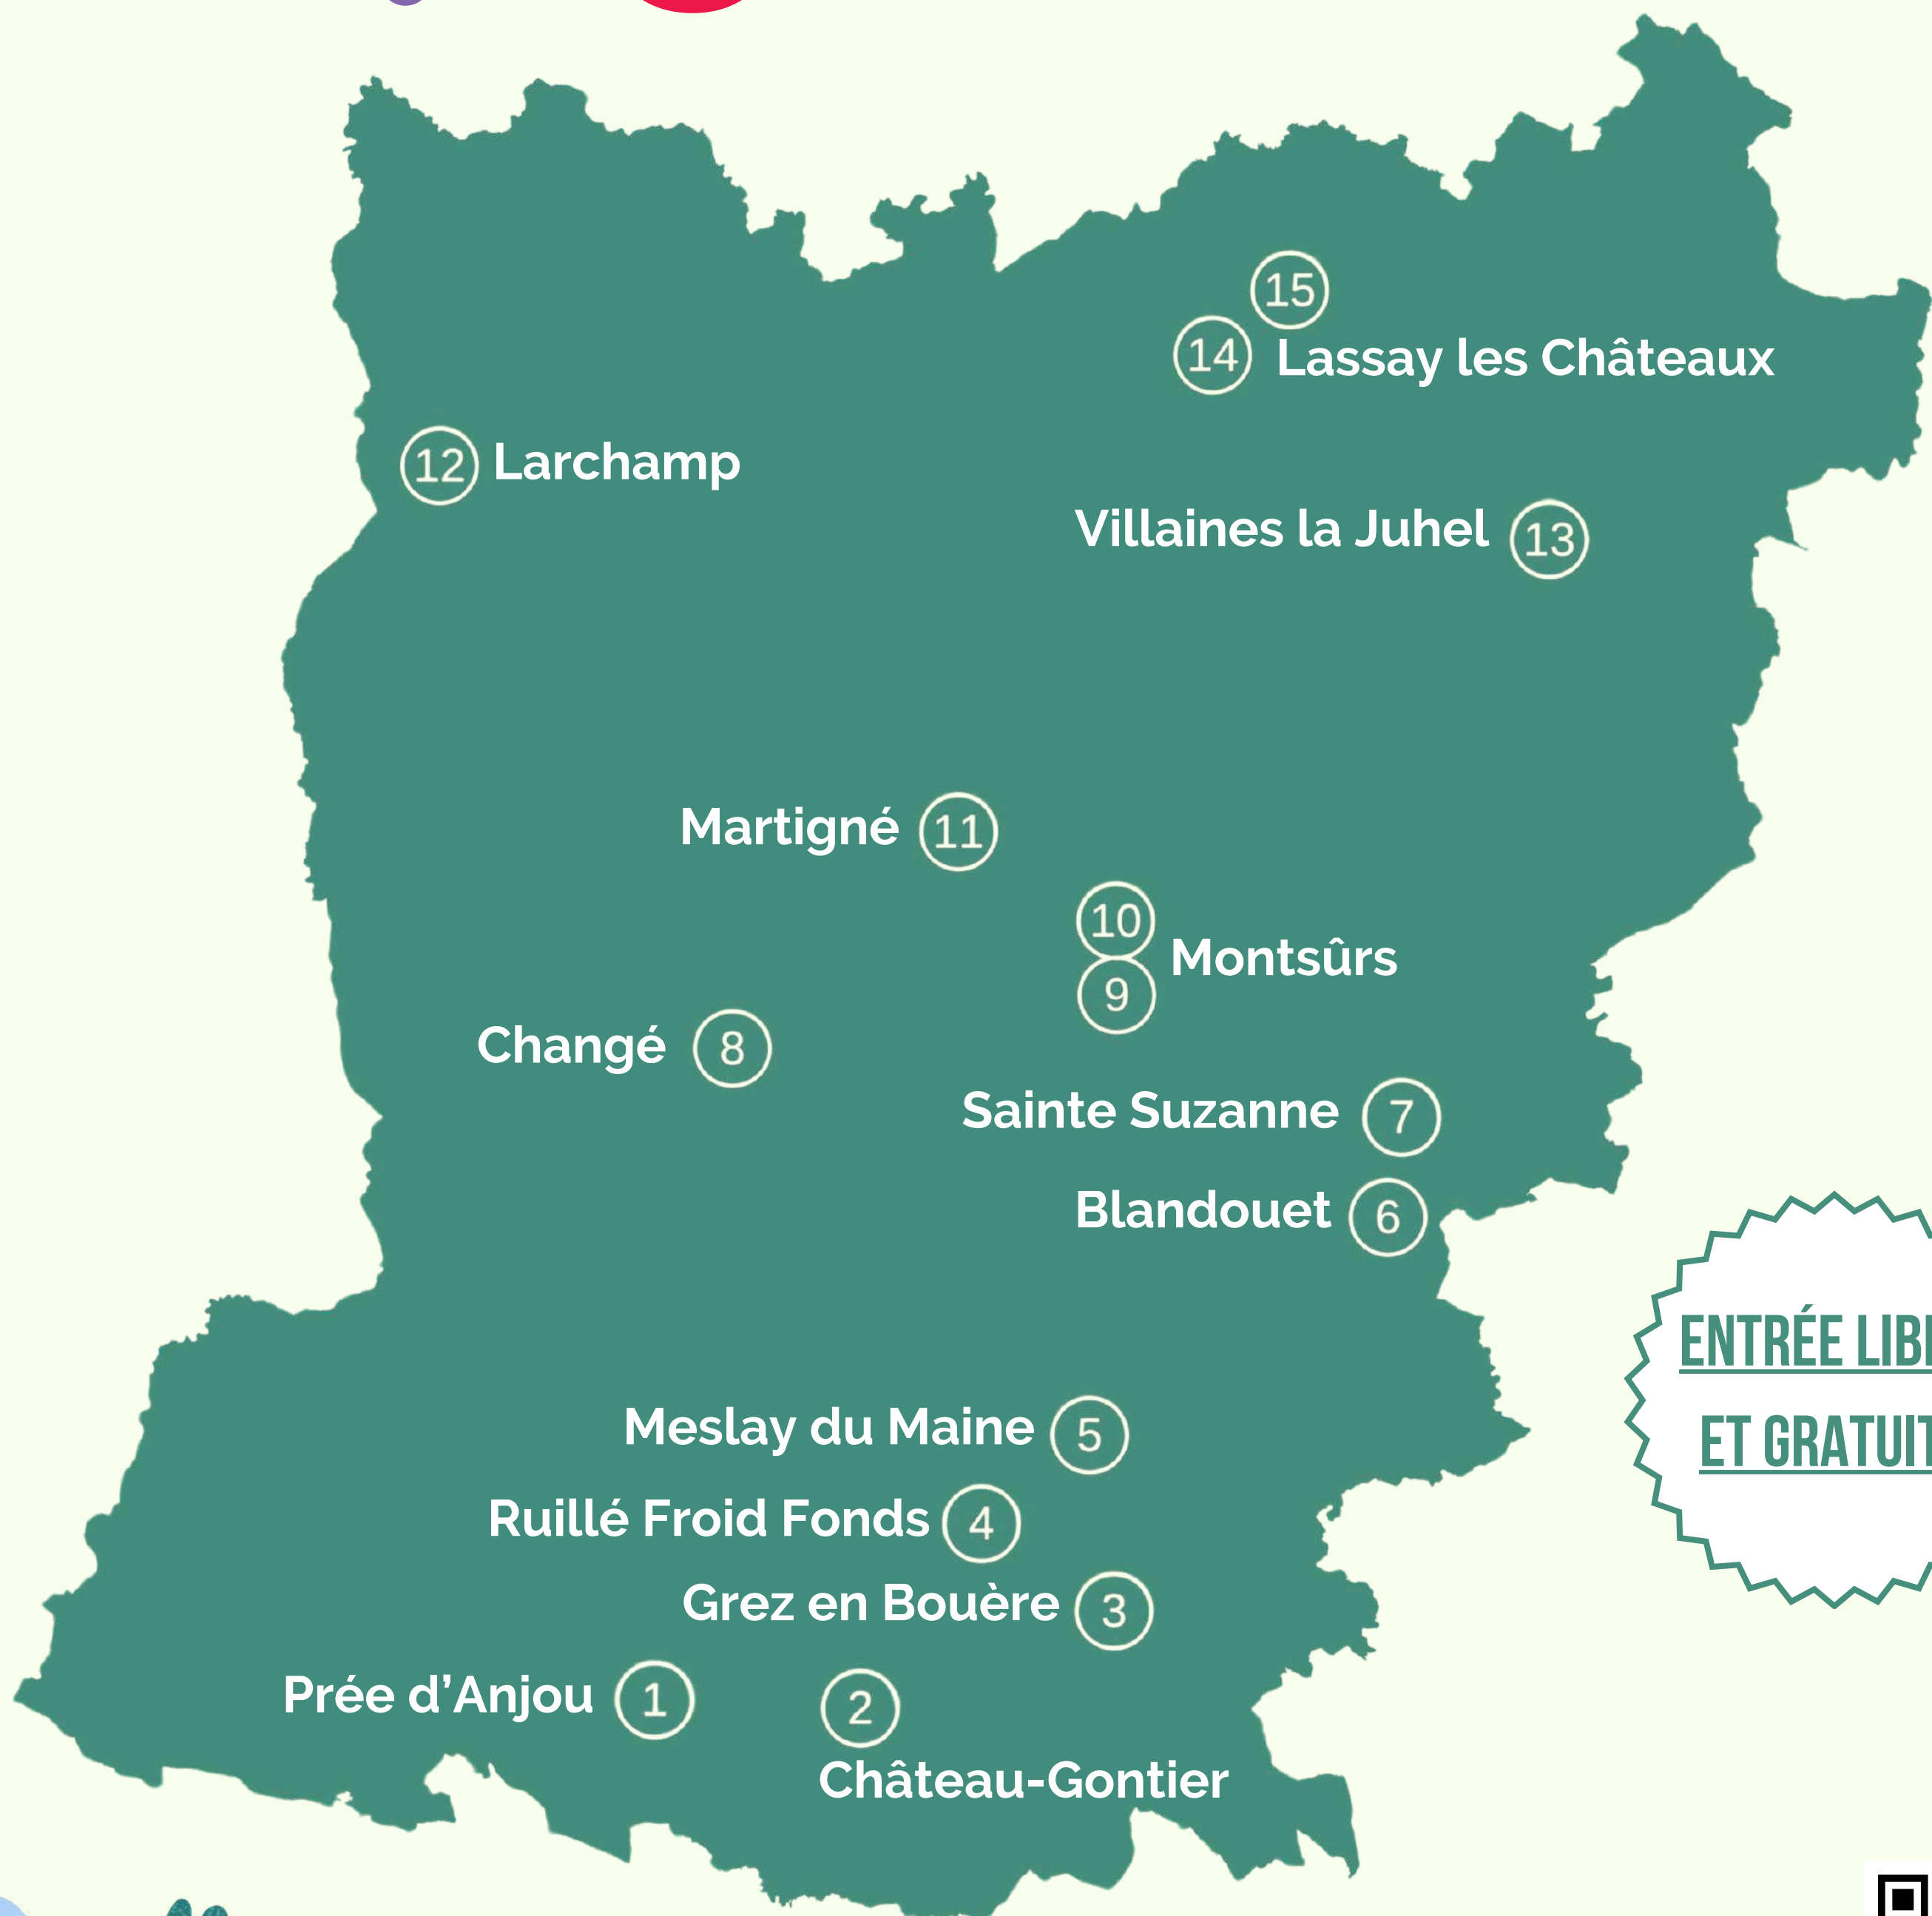 15
14 Lassay les Châteaux
12 Larchamp
Villaines la Juhel 13
Martigné 11
10
Montsûrs
9
Changé 8
Sainte Suzanne 7
Blandouet 6
ENTRÉE
ET
Meslay du Maine 5
Ruillé Froid Fonds 4
Grez en Bouère 3
Prée d'Anjou 1
2
Château-Gontier